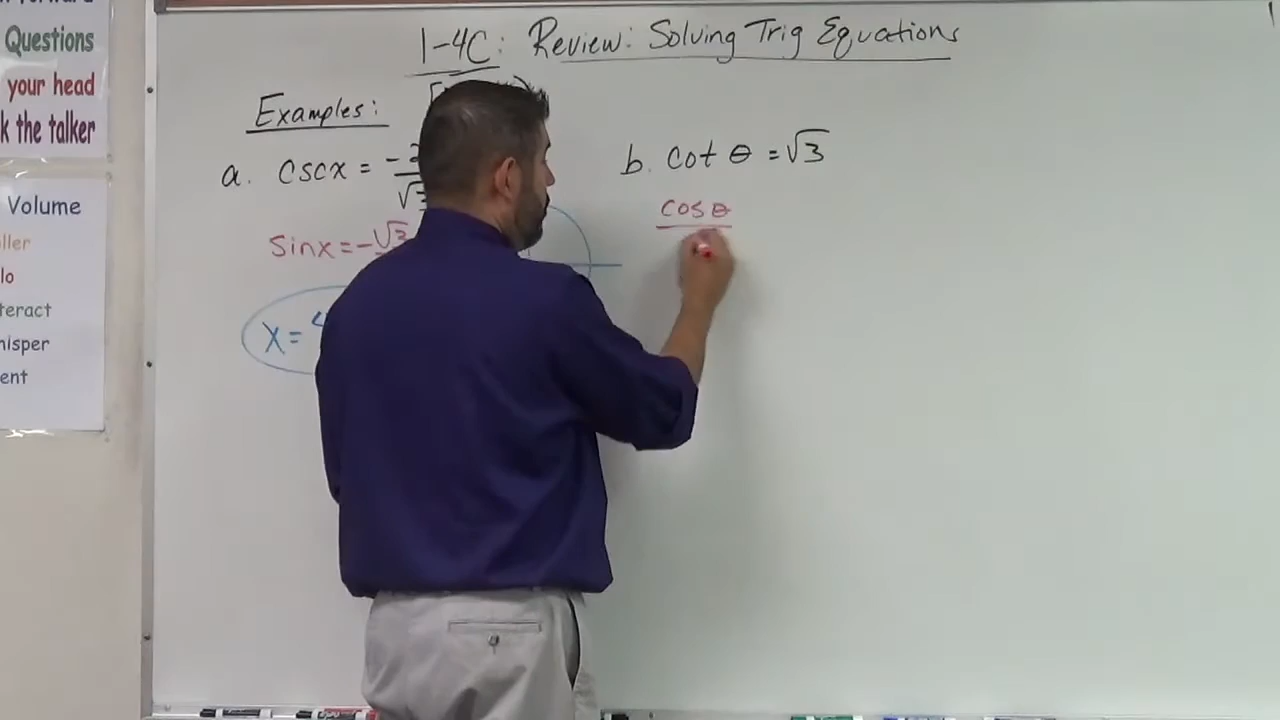 Questions
your head
k the talker
Volume
ller
lo
teract
hisper
ent
1-4C: Review: Solving Trig Equations
Examples:
a. cscx = -2
sinx = -√3
x = 4
b. cot θ = √3
cos θ